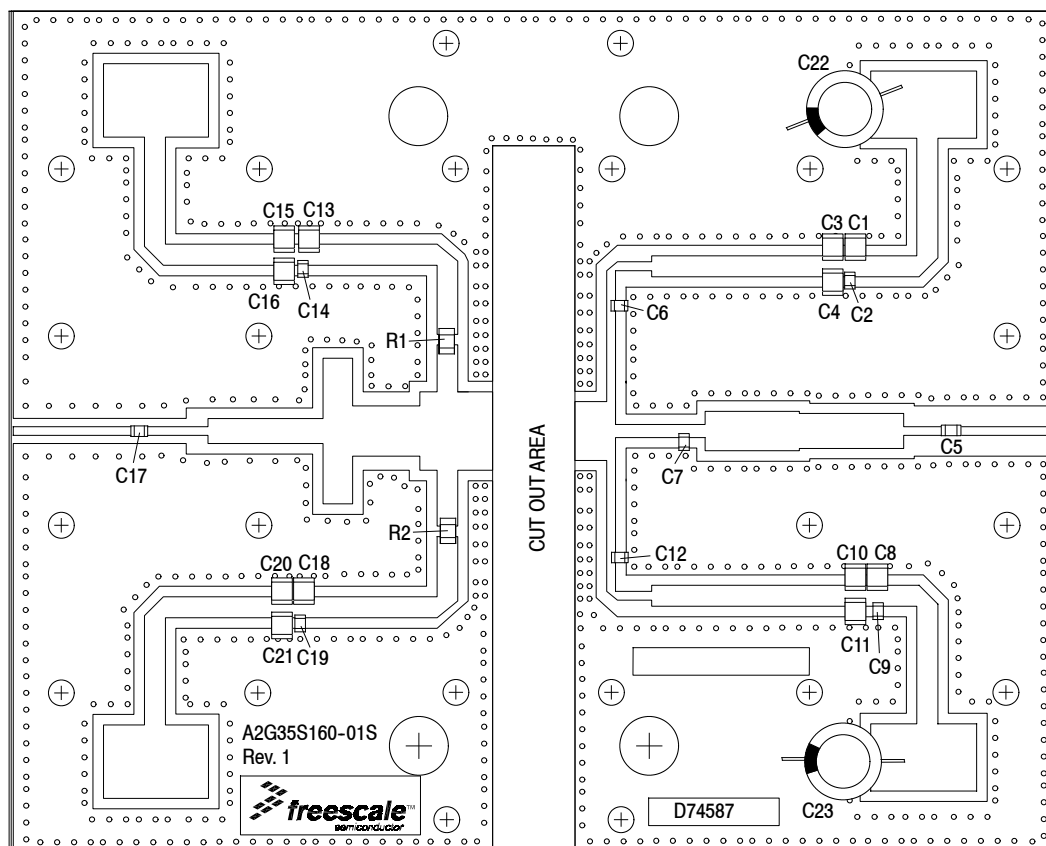 C22
C15 C13
C3 C1
C16
C14
C4 C2
C6
R1
C17
C7
C5
CUT OUT AREA
R2
C12
C20 C18
C10 C8
C21 C19
C11
C9
A2G35S160-01S
Rev. 1
freescale™
semiconductor
D74587
C23